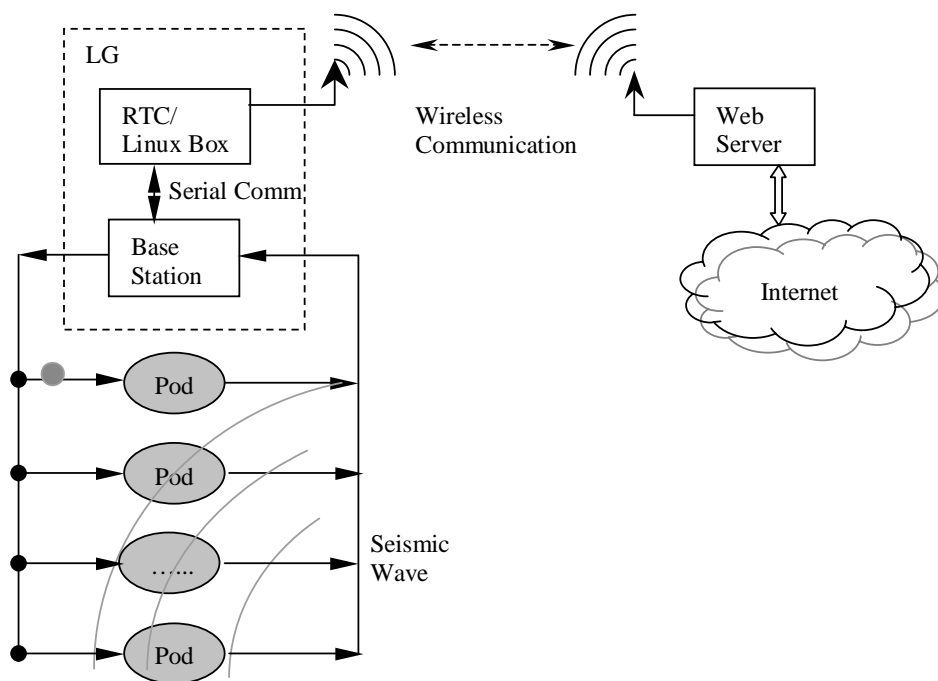 LG
RTC/
Linux Box
Wireless
Communication
Web
Server
Serial Comm
Base
Station
Internet
Pod
Pod
Seismic
Wave
......
Pod